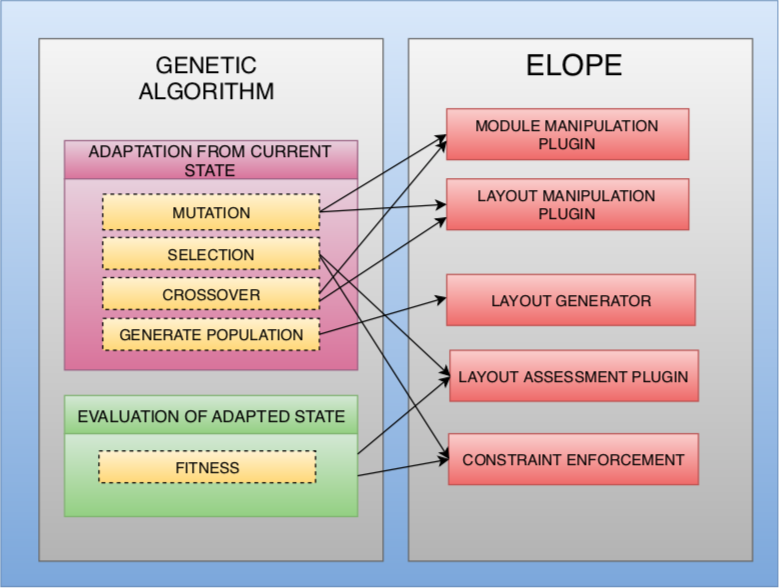 GENETIC
ALGORITHM
ADAPTATION FROM CURRENT
STATE
MUTATION
SELECTION
CROSSOVER
GENERATE POPULATION
EVALUATION OF ADAPTED STATE
FITNESS
ELOPE
MODULE MANIPULATION
PLUGIN
LAYOUT MANIPULATION
PLUGIN
LAYOUT GENERATOR
LAYOUT ASSESSMENT PLUGIN
CONSTRAINT ENFORCEMENT